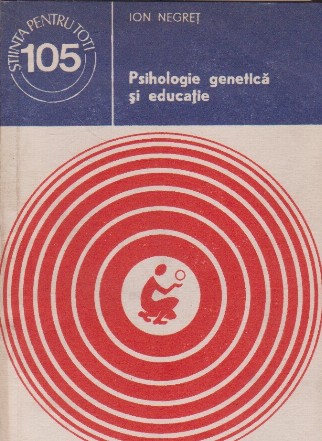 ȘTIINȚA PENTRU TOȚI
105
ION NEGREȚ
Psihologie genetică
și educație